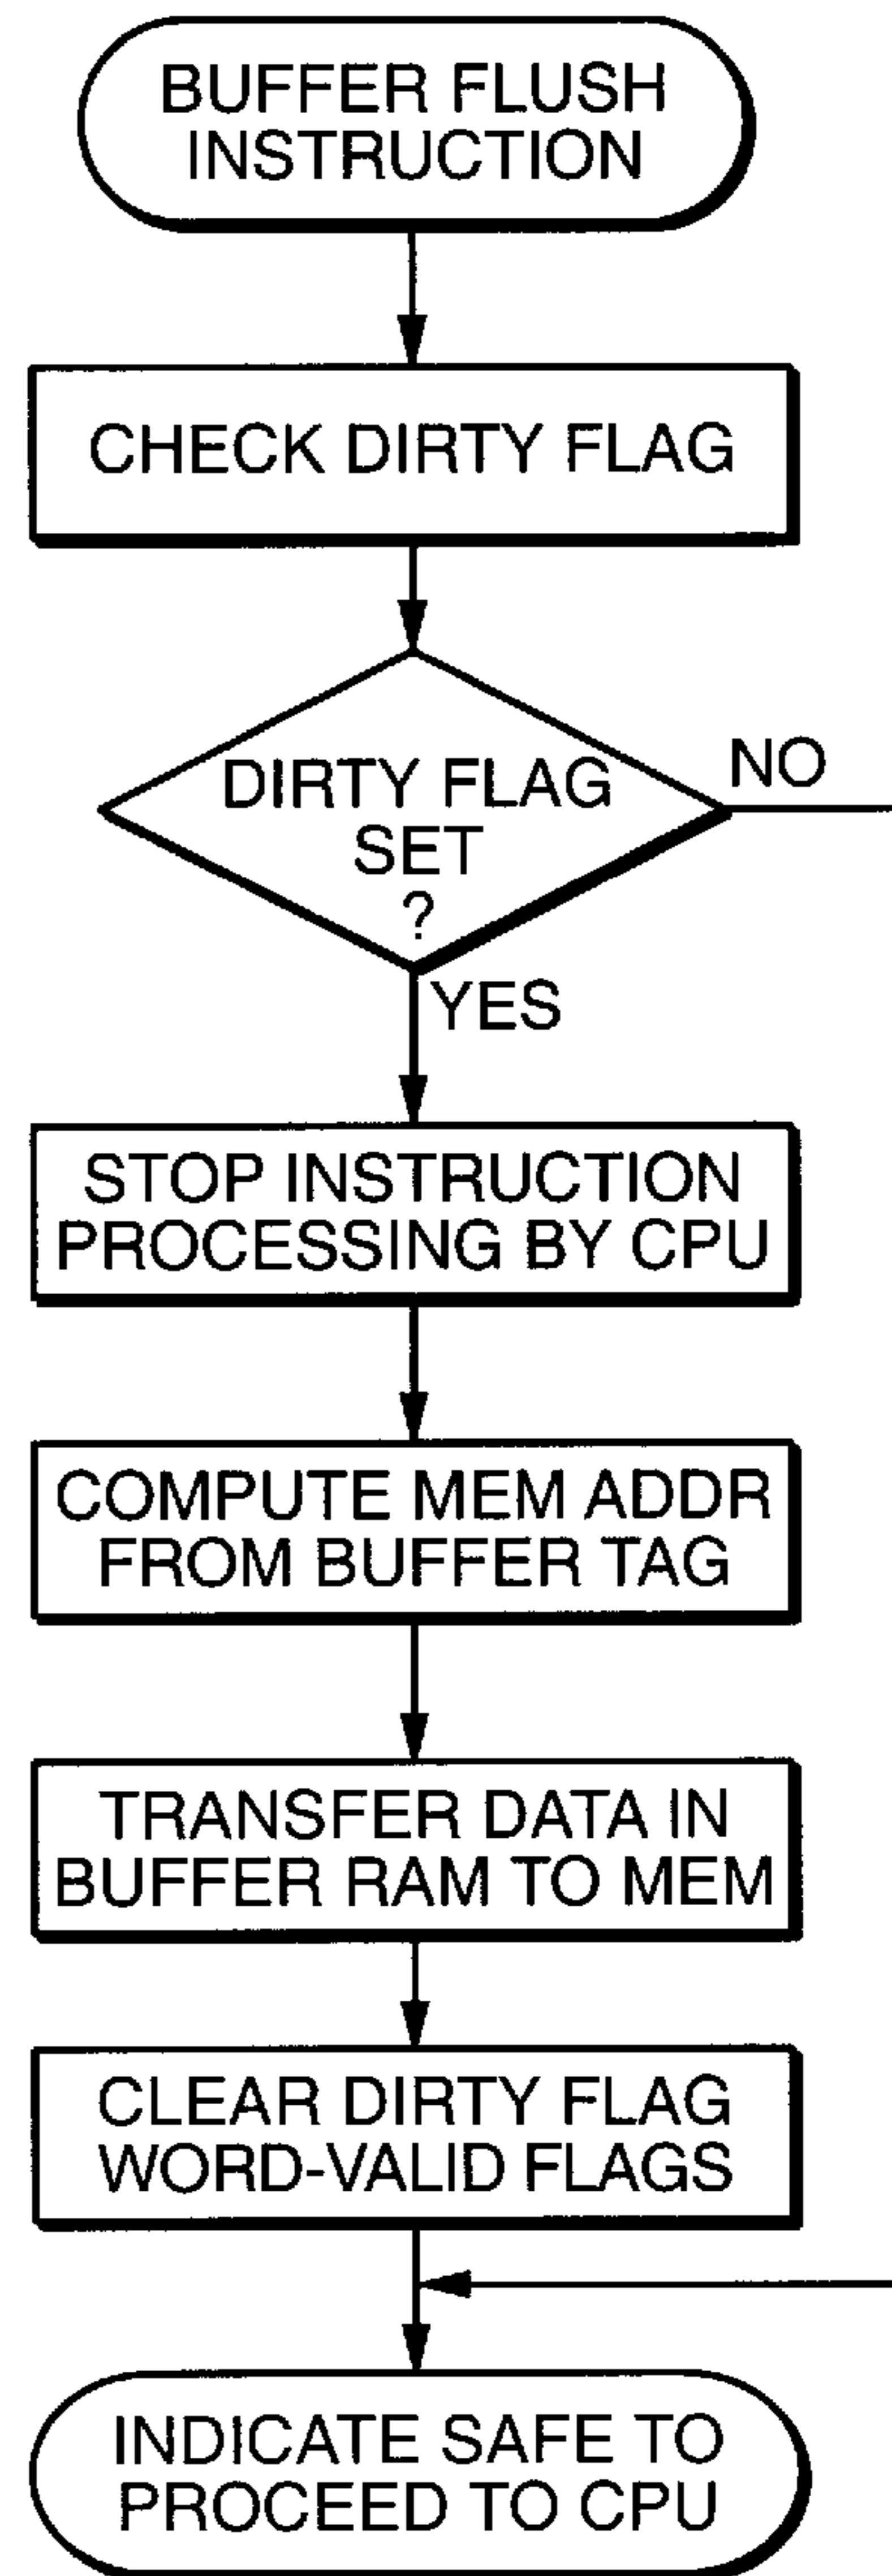 BUFFER FLUSH
INSTRUCTION
CHECK DIRTY FLAG
DIRTY FLAG
SET
?
NO
YES
STOP INSTRUCTION
PROCESSING BY CPU
COMPUTE MEM ADDR
FROM BUFFER TAG
TRANSFER DATA IN
BUFFER RAM TO MEM
CLEAR DIRTY FLAG
WORD-VALID FLAGS
INDICATE SAFE TO
PROCEED TO CPU